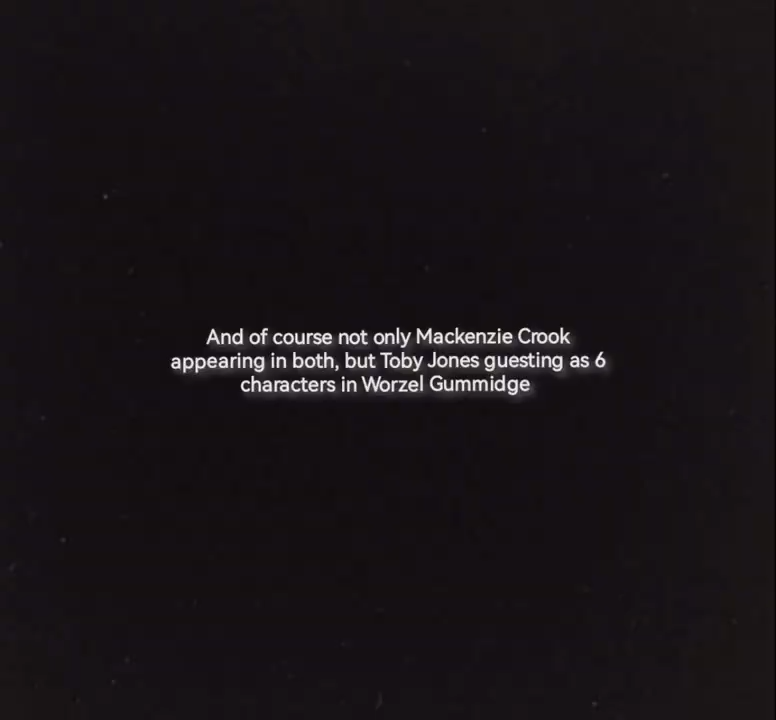 And of course not only Mackenzie Crook
appearing in both, but Toby Jones guesting as 6
characters in Worzel Gummidge